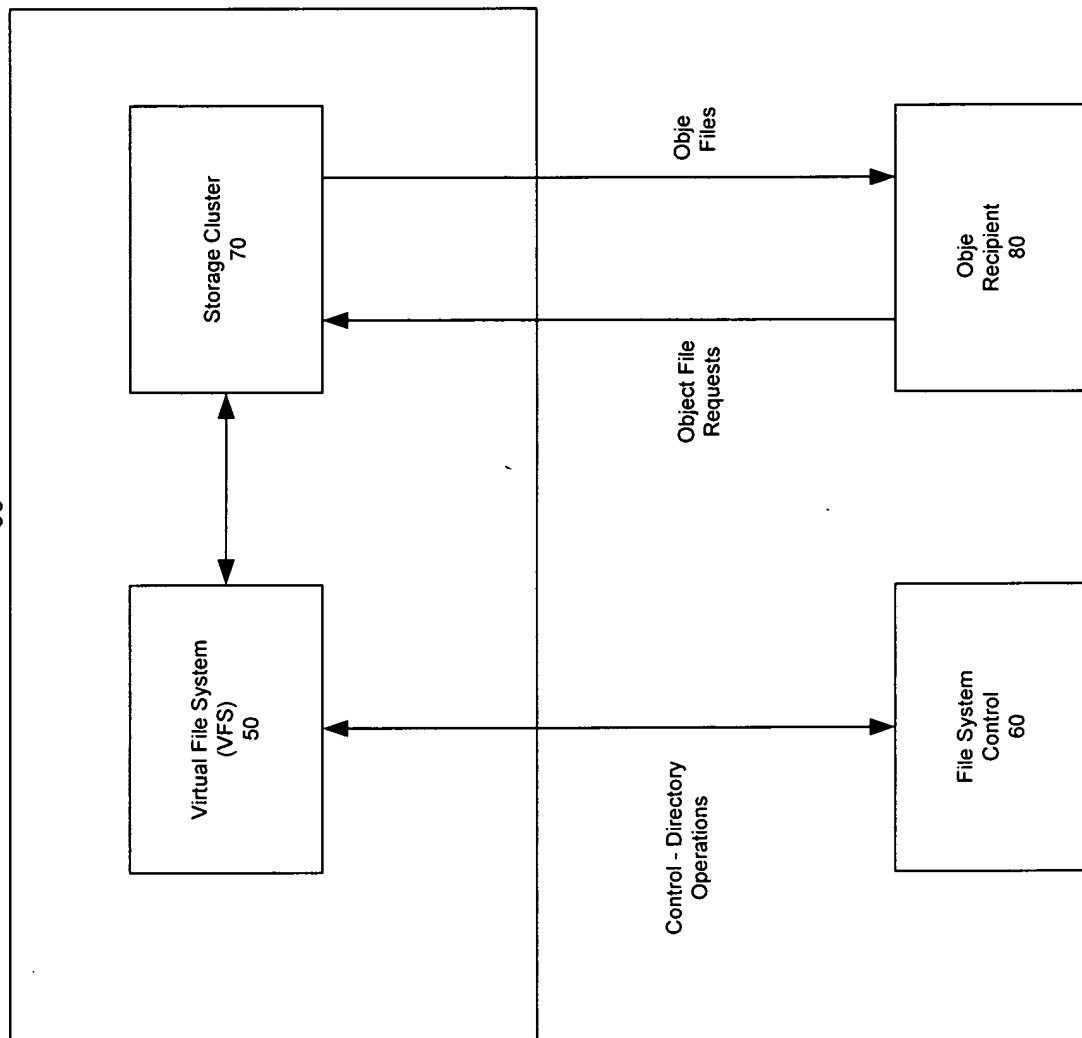 Virtual File System
(VFS)
50
Storage Cluster
70
Control - Directory
Operations
Object File
Requests
Obje
Files
File System
Control
60
Obje
Recipient
80